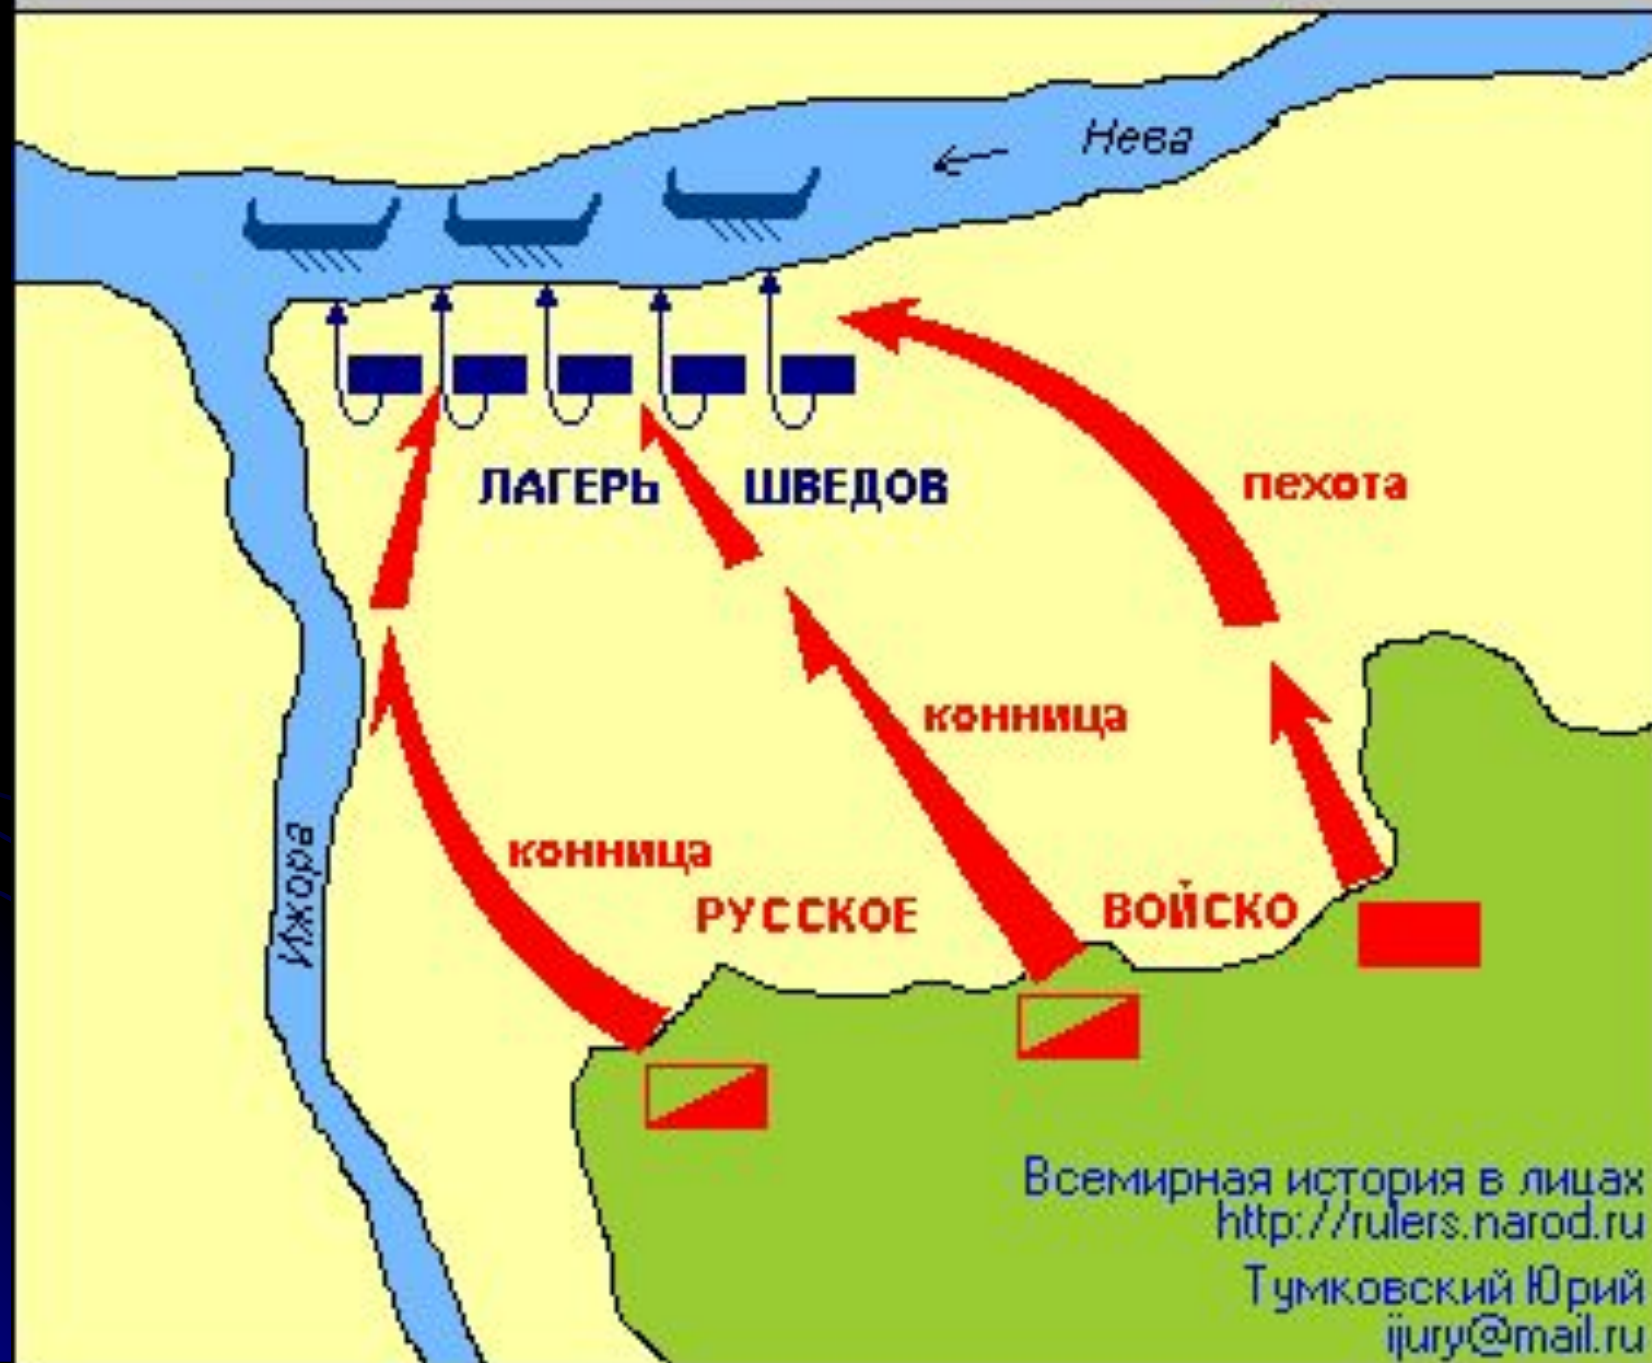 Нева
ЛАГЕРЬ ШВЕДОВ
пехота
конница
конница
РУССКОЕ ВОЙСКО
Ижора
Всемирная история в лицах
http://rulers.narod.ru
Тумковский Юрий
ijury@mail.ru